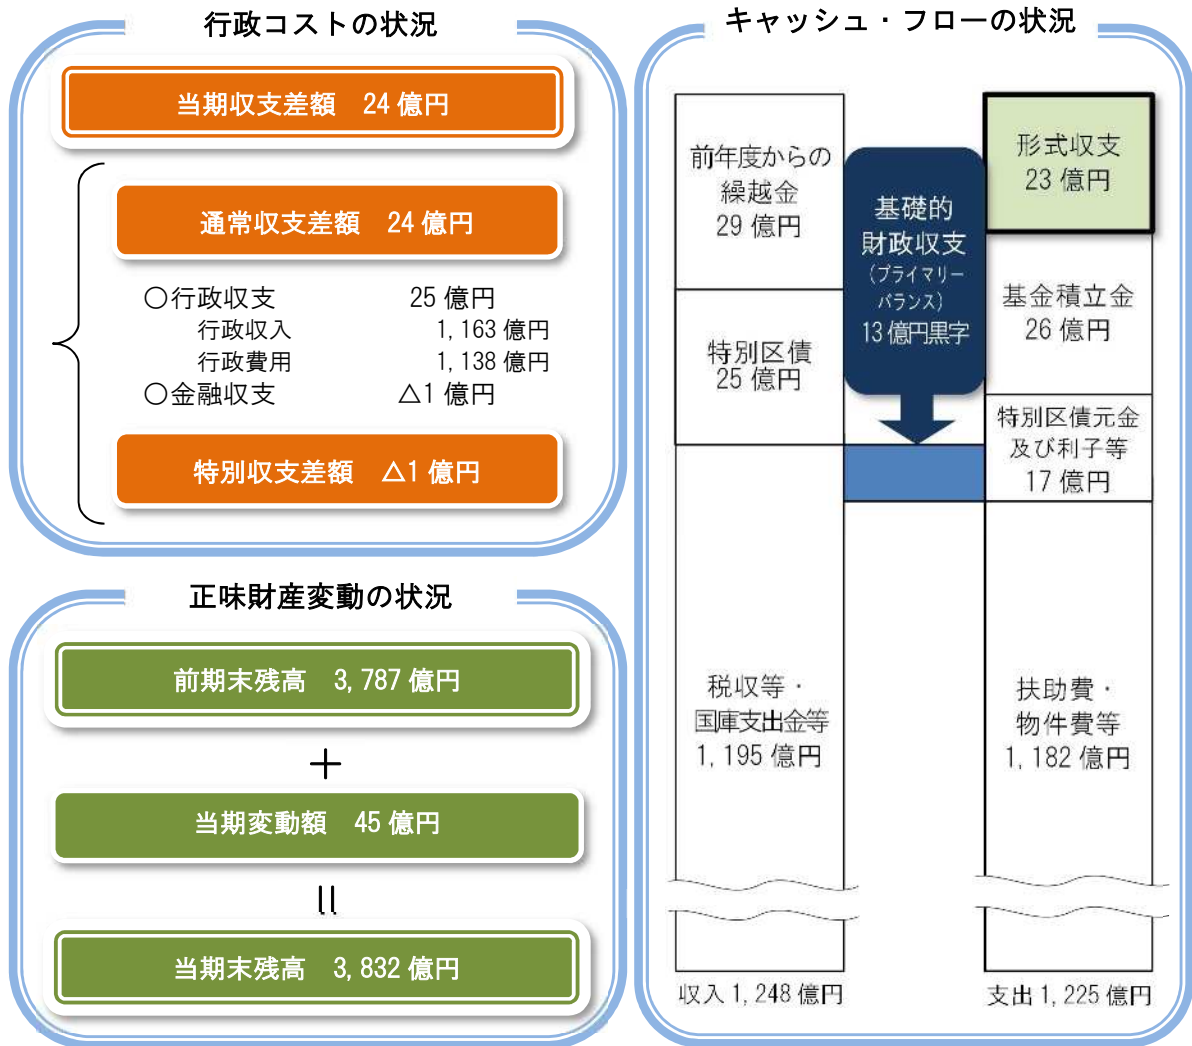 行政コストの状況
当期収支差額　24 億円
通常収支差額　24 億円
〇行政収支　25 億円
行政収入　1,163 億円
行政費用　1,138 億円
〇金融収支　△1 億円
特別収支差額　△1 億円
正味財産変動の状況
前期末残高　3,787 億円
＋
当期変動額　45 億円
＝
当期末残高　3,832 億円
キャッシュ・フローの状況
前年度からの
繰越金
29 億円
特別区債
25 億円
税収等・
国庫支出金等
1,195 億円
収入 1,248 億円
基礎的
財政収支
（プライマリー
バランス）
13 億円黒字
形式収支
23 億円
基金積立金
26 億円
特別区債元金
及び利子等
17 億円
扶助費・
物件費等
1,182 億円
支出 1,225 億円